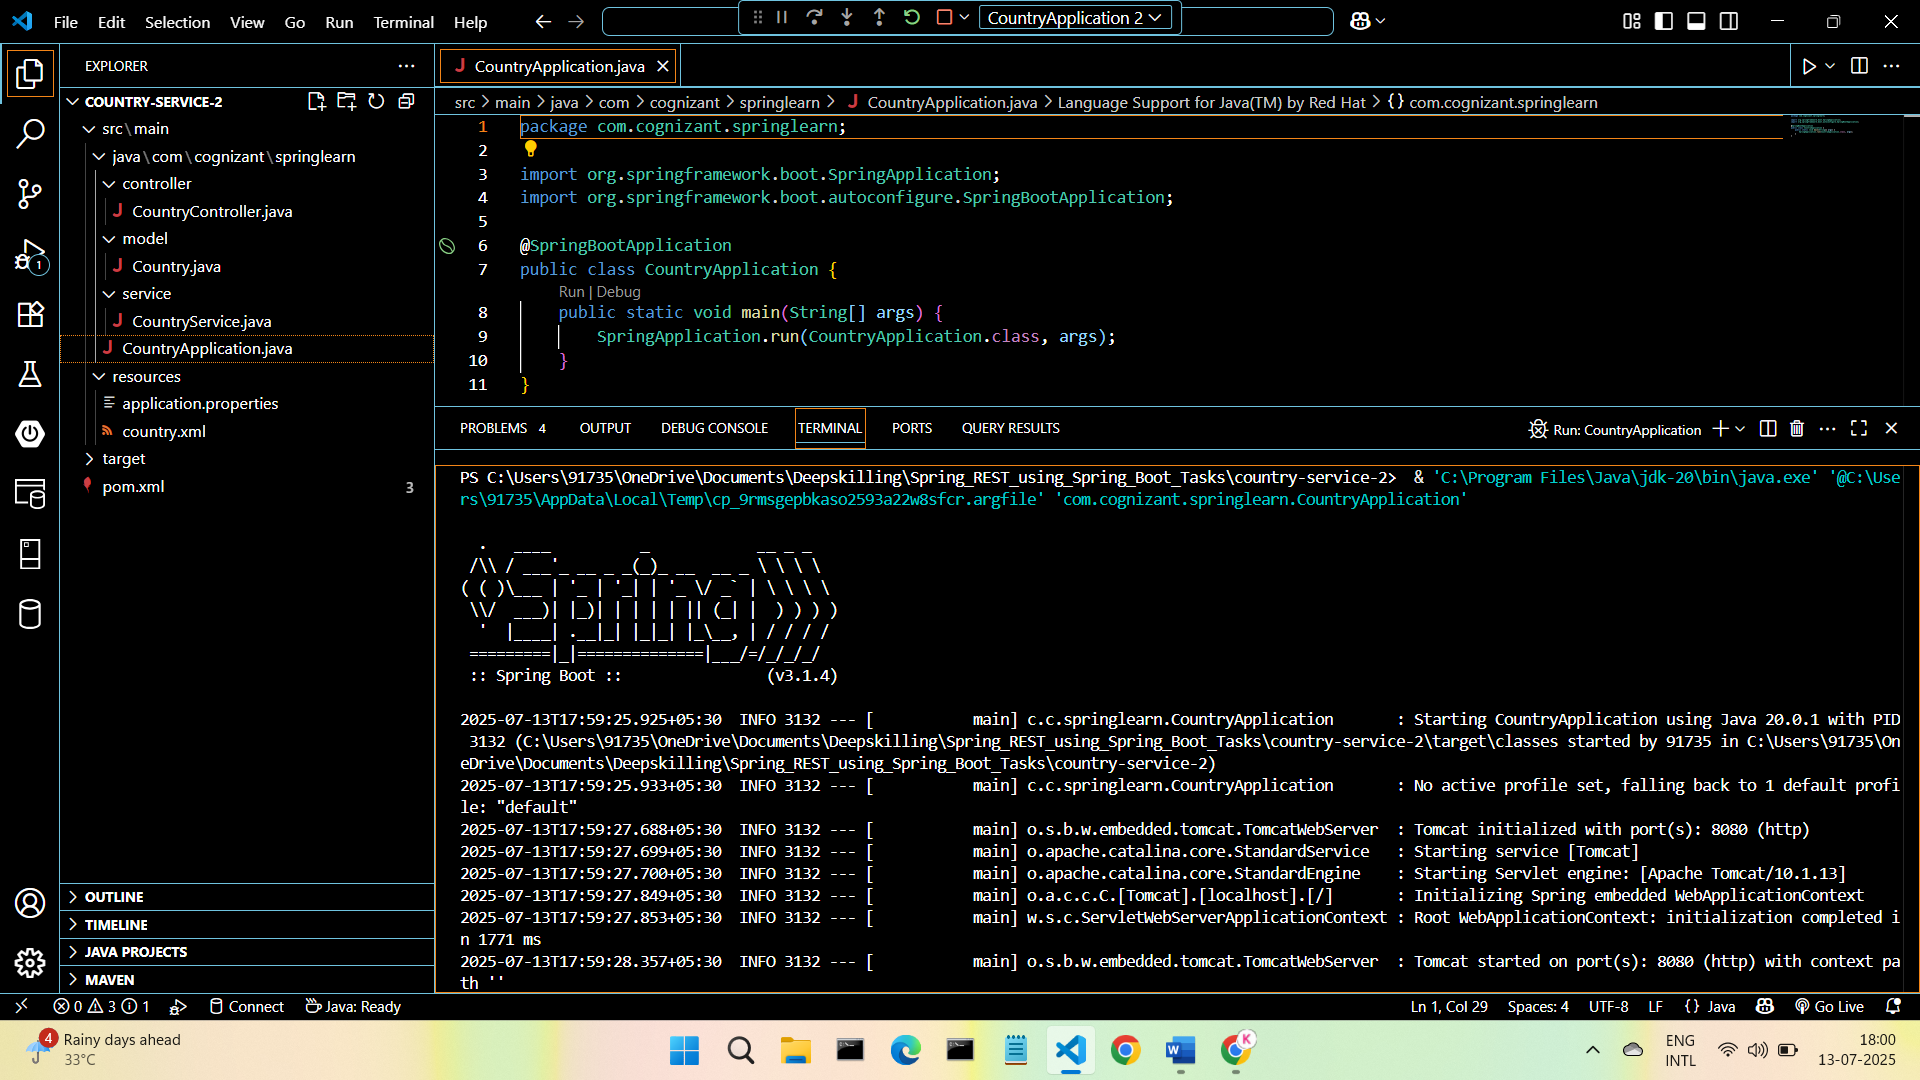 File Edit Selection View Go Run Terminal Help
CountryApplication 2
EXPLORER
COUNTRY-SERVICE-2
src\main
java\com\cognizant\springlearn
controller
J CountryController.java
model
J Country.java
service
J CountryService.java
J CountryApplication.java
resources
application.properties
country.xml
target
pom.xml 3
1
OUTLINE
TIMELINE
JAVA PROJECTS
MAVEN
J CountryApplication.java
src > main > java > com > cognizant > springlearn > J CountryApplication.java > Language Support for Java(TM) by Red Hat > {} com.cognizant.springlearn
1 package com.cognizant.springlearn;
2
3 import org.springframework.boot.SpringApplication;
4 import org.springframework.boot.autoconfigure.SpringBootApplication;
5
6 @SpringBootApplication
7 public class CountryApplication {
Run | Debug
8 public static void main(String[] args) {
9 SpringApplication.run(CountryApplication.class, args);
10 }
11 }
PROBLEMS 4 OUTPUT DEBUG CONSOLE TERMINAL PORTS QUERY RESULTS
Run: CountryApplication
PS C:\Users\91735\OneDrive\Documents\Deepskilling\Spring_REST_using_Spring_Boot_Tasks\country-service-2> & 'C:\Program Files\Java\jdk-20\bin\java.exe' '@C:\Use
rs\91735\AppData\Local\Temp\cp_9rmsgepbkaso2593a22w8sfcr.argfile' 'com.cognizant.springlearn.CountryApplication'
  .   ____          _            __ _ _
 /\\ / ___'_ __ _ _(_)_ __  __ _ \ \ \ \
( ( )\___ | '_ | '_| | '_ \/ _` | \ \ \ \
 \\/  ___)| |_)| | | | | || (_| |  ) ) ) )
  '  |____| .__|_| |_|_| |_\__, | / / / /
 =========|_|==============|___/=/_/_/_/
:: Spring Boot :: (v3.1.4)
2025-07-13T17:59:25.925+05:30 INFO 3132 --- [ main] c.c.springlearn.CountryApplication : Starting CountryApplication using Java 20.0.1 with PID
3132 (C:\Users\91735\OneDrive\Documents\Deepskilling\Spring_REST_using_Spring_Boot_Tasks\country-service-2\target\classes started by 91735 in C:\Users\91735\On
eDrive\Documents\Deepskilling\Spring_REST_using_Spring_Boot_Tasks\country-service-2)
2025-07-13T17:59:25.933+05:30 INFO 3132 --- [ main] c.c.springlearn.CountryApplication : No active profile set, falling back to 1 default profi
le: "default"
2025-07-13T17:59:27.688+05:30 INFO 3132 --- [ main] o.s.b.w.embedded.tomcat.TomcatWebServer : Tomcat initialized with port(s): 8080 (http)
2025-07-13T17:59:27.699+05:30 INFO 3132 --- [ main] o.apache.catalina.core.StandardService : Starting service [Tomcat]
2025-07-13T17:59:27.700+05:30 INFO 3132 --- [ main] o.apache.catalina.core.StandardEngine : Starting Servlet engine: [Apache Tomcat/10.1.13]
2025-07-13T17:59:27.849+05:30 INFO 3132 --- [ main] o.a.c.c.C.[Tomcat].[localhost].[/] : Initializing Spring embedded WebApplicationContext
2025-07-13T17:59:27.853+05:30 INFO 3132 --- [ main] w.s.c.ServletWebServerApplicationContext : Root WebApplicationContext: initialization completed i
n 1771 ms
2025-07-13T17:59:28.357+05:30 INFO 3132 --- [ main] o.s.b.w.embedded.tomcat.TomcatWebServer : Tomcat started on port(s): 8080 (http) with context pa
th ''
0 3 1 Connect Java: Ready
Ln 1, Col 29 Spaces: 4 UTF-8 LF {} Java Go Live
4 Rainy days ahead
33°C
K
ENG
INTL
18:00
13-07-2025